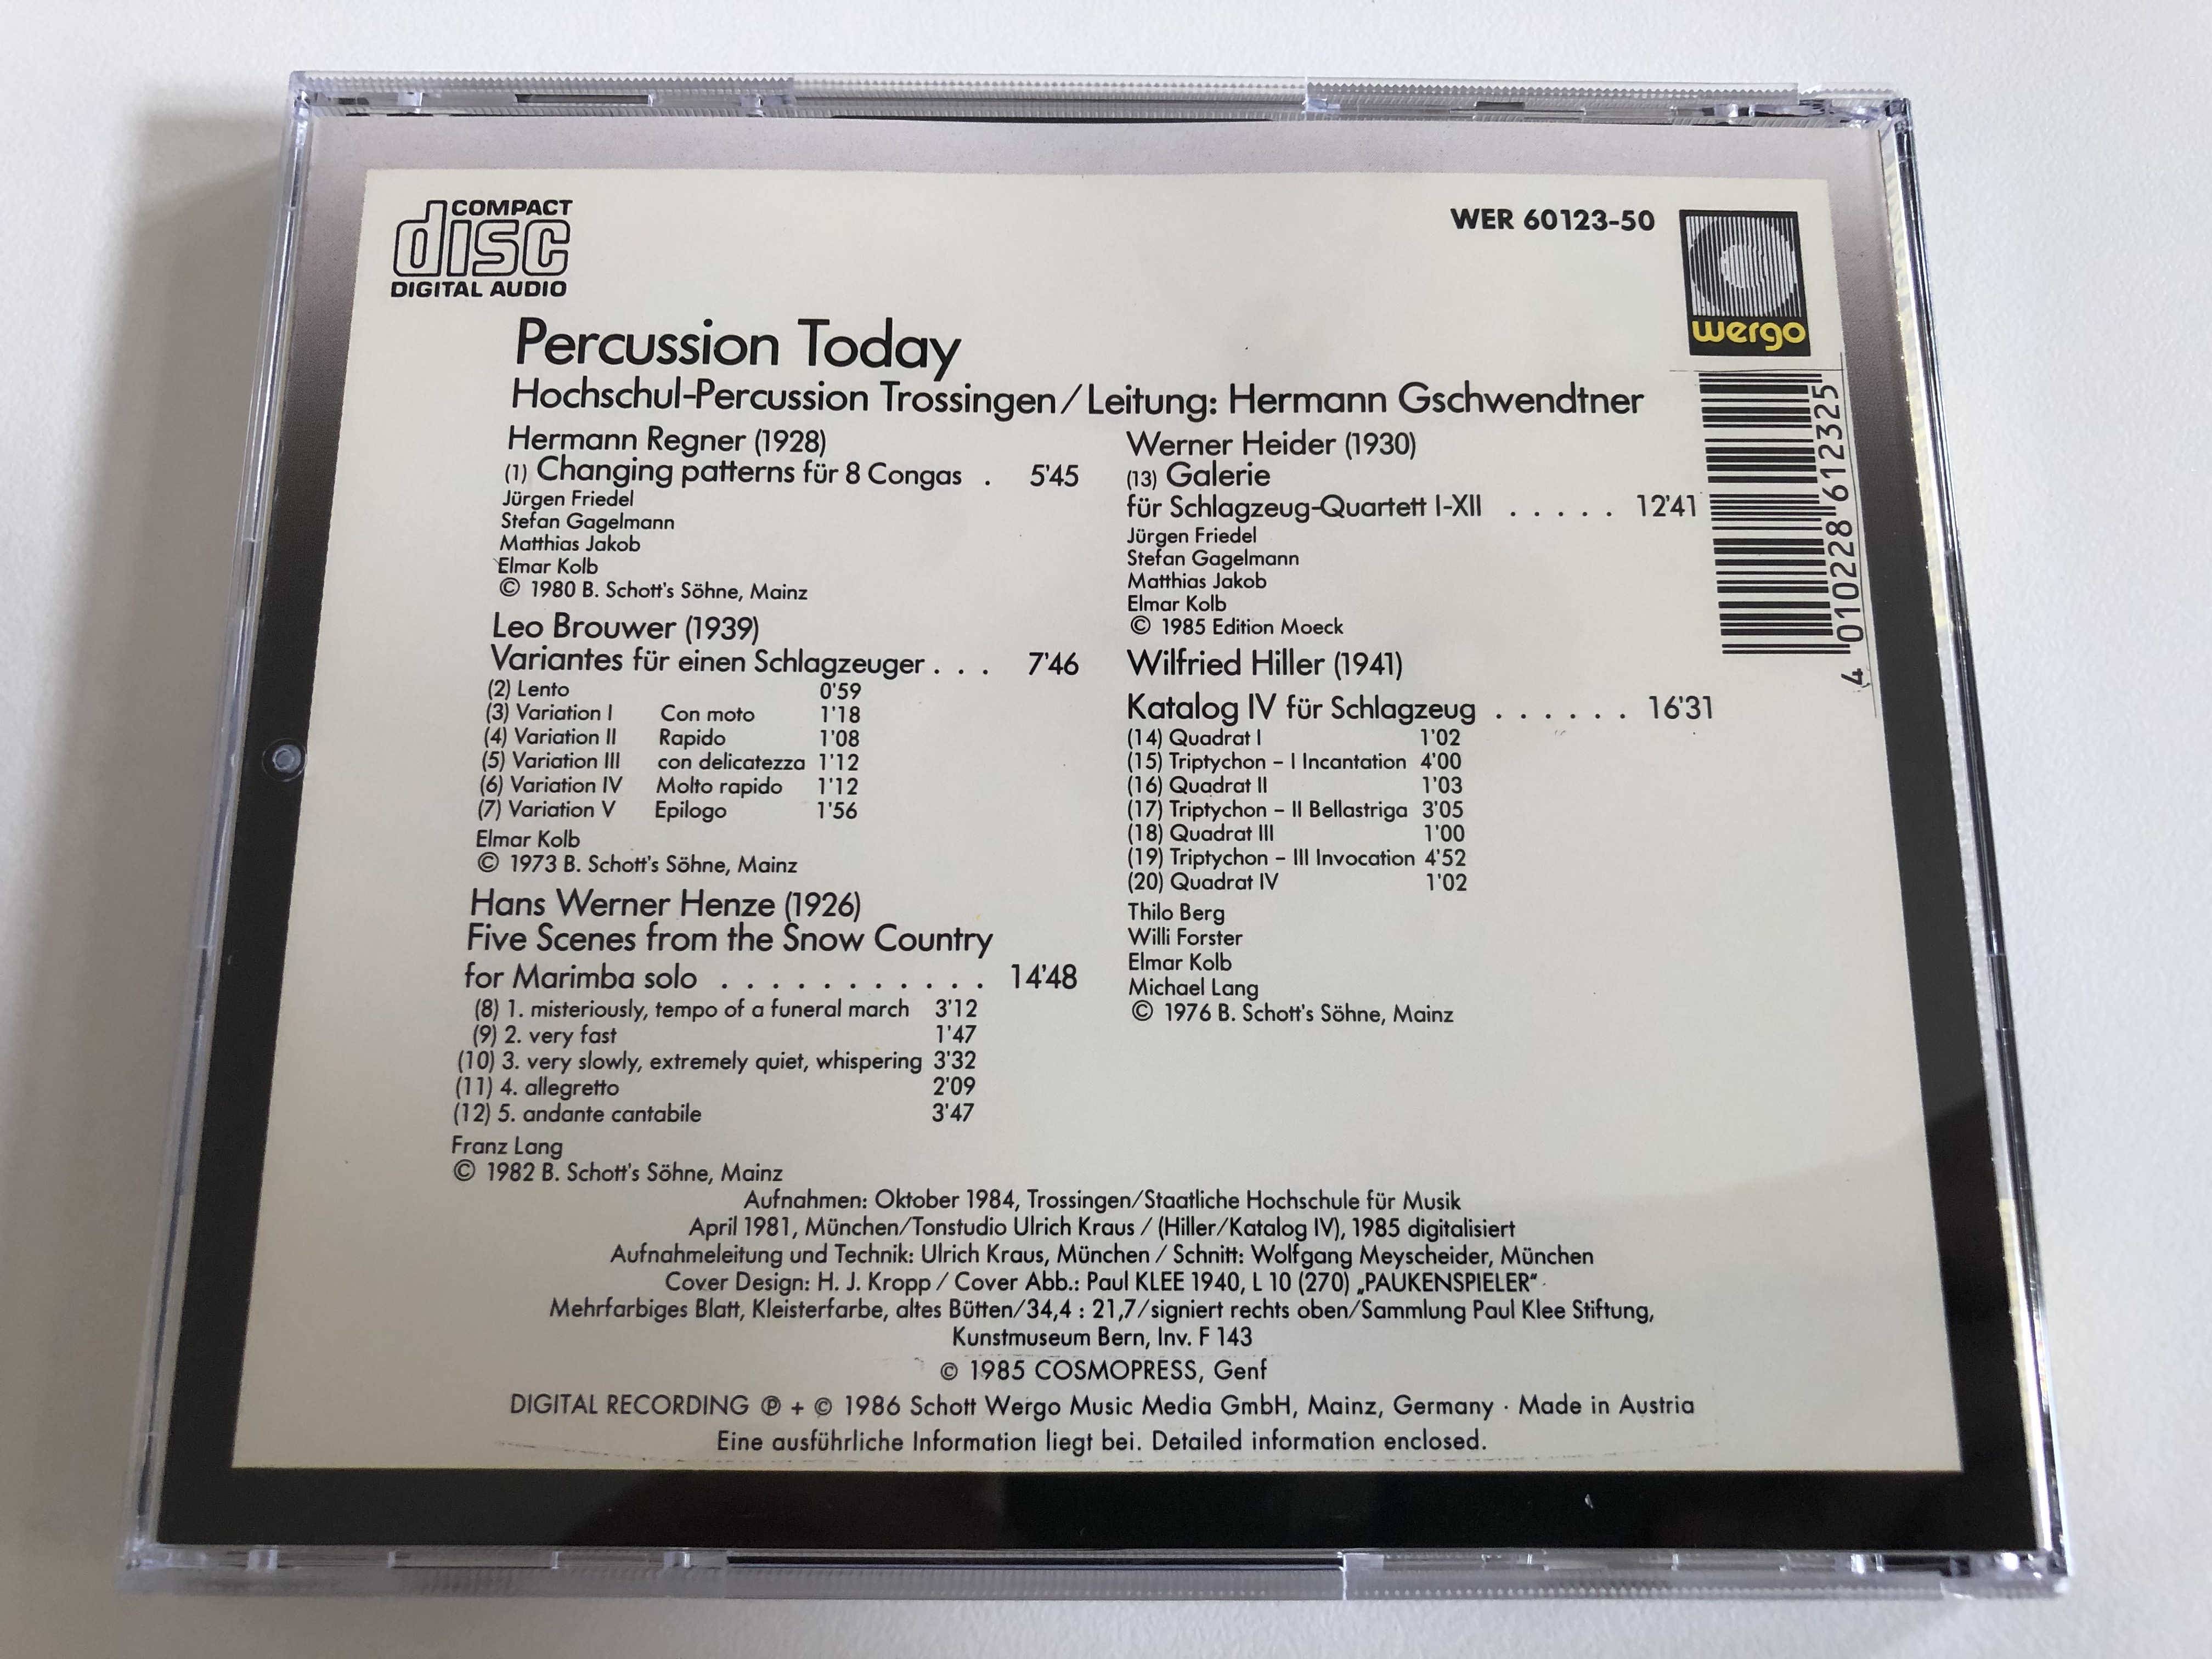 COMPACT
disc
DIGITAL AUDIO
WER 60123-50
wergo
Percussion Today
Hochschul-Percussion Trossingen/Leitung: Hermann Gschwendtner
Hermann Regner (1928)
(1) Changing patterns für 8 Congas . 5'45
Jürgen Friedel
Stefan Gagelmann
Matthias Jakob
Elmar Kolb
© 1980 B. Schott's Söhne, Mainz
Leo Brouwer (1939)
Variantes für einen Schlagzeuger . . . 7'46
(2) Lento 0'59
(3) Variation I Con moto 1'18
(4) Variation II Rapido 1'08
(5) Variation III con delicatezza 1'12
(6) Variation IV Molto rapido 1'12
(7) Variation V Epilogo 1'56
Elmar Kolb
© 1973 B. Schott's Söhne, Mainz
Hans Werner Henze (1926)
Five Scenes from the Snow Country
for Marimba solo . . . . . . . . . . . 14'48
(8) 1. misteriously, tempo of a funeral march 3'12
(9) 2. very fast 1'47
(10) 3. very slowly, extremely quiet, whispering 3'32
(11) 4. allegretto 2'09
(12) 5. andante cantabile 3'47
Franz Lang
© 1982 B. Schott's Söhne, Mainz
Werner Heider (1930)
(13) Galerie
für Schlagzeug-Quartett I-XII . . . . . 12'41
Jürgen Friedel
Stefan Gagelmann
Matthias Jakob
Elmar Kolb
© 1985 Edition Moeck
Wilfried Hiller (1941)
Katalog IV für Schlagzeug . . . . . . 16'31
(14) Quadrat I 1'02
(15) Triptychon – I Incantation 4'00
(16) Quadrat II 1'03
(17) Triptychon – II Bellastriga 3'05
(18) Quadrat III 1'00
(19) Triptychon – III Invocation 4'52
(20) Quadrat IV 1'02
Thilo Berg
Willi Forster
Elmar Kolb
Michael Lang
© 1976 B. Schott's Söhne, Mainz
4 010228 612325
Aufnahmen: Oktober 1984, Trossingen/Staatliche Hochschule für Musik
April 1981, München/Tonstudio Ulrich Kraus / (Hiller/Katalog IV), 1985 digitalisiert
Aufnahmeleitung und Technik: Ulrich Kraus, München / Schnitt: Wolfgang Meyscheider, München
Cover Design: H. J. Kropp / Cover Abb.: Paul KLEE 1940, L 10 (270) „PAUKENSPIELER“
Mehrfarbiges Blatt, Kleisterfarbe, altes Bütten/34,4 : 21,7/signiert rechts oben/Sammlung Paul Klee Stiftung,
Kunstmuseum Bern, Inv. F 143
© 1985 COSMOPRESS, Genf
DIGITAL RECORDING ℗ + © 1986 Schott Wergo Music Media GmbH, Mainz, Germany · Made in Austria
Eine ausführliche Information liegt bei. Detailed information enclosed.